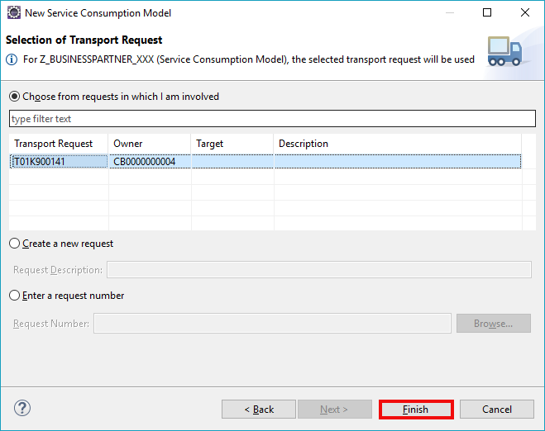 New Service Consumption Model
Selection of Transport Request
For Z_BUSINESSPARTNER_XXX (Service Consumption Model), the selected transport request will be used
Choose from requests in which I am involved
type filter text
Transport Request Owner Target Description
T01K900141 CB0000000004
Create a new request
Request Description:
Enter a request number
Request Number: Browse...
? < Back Next > Finish Cancel